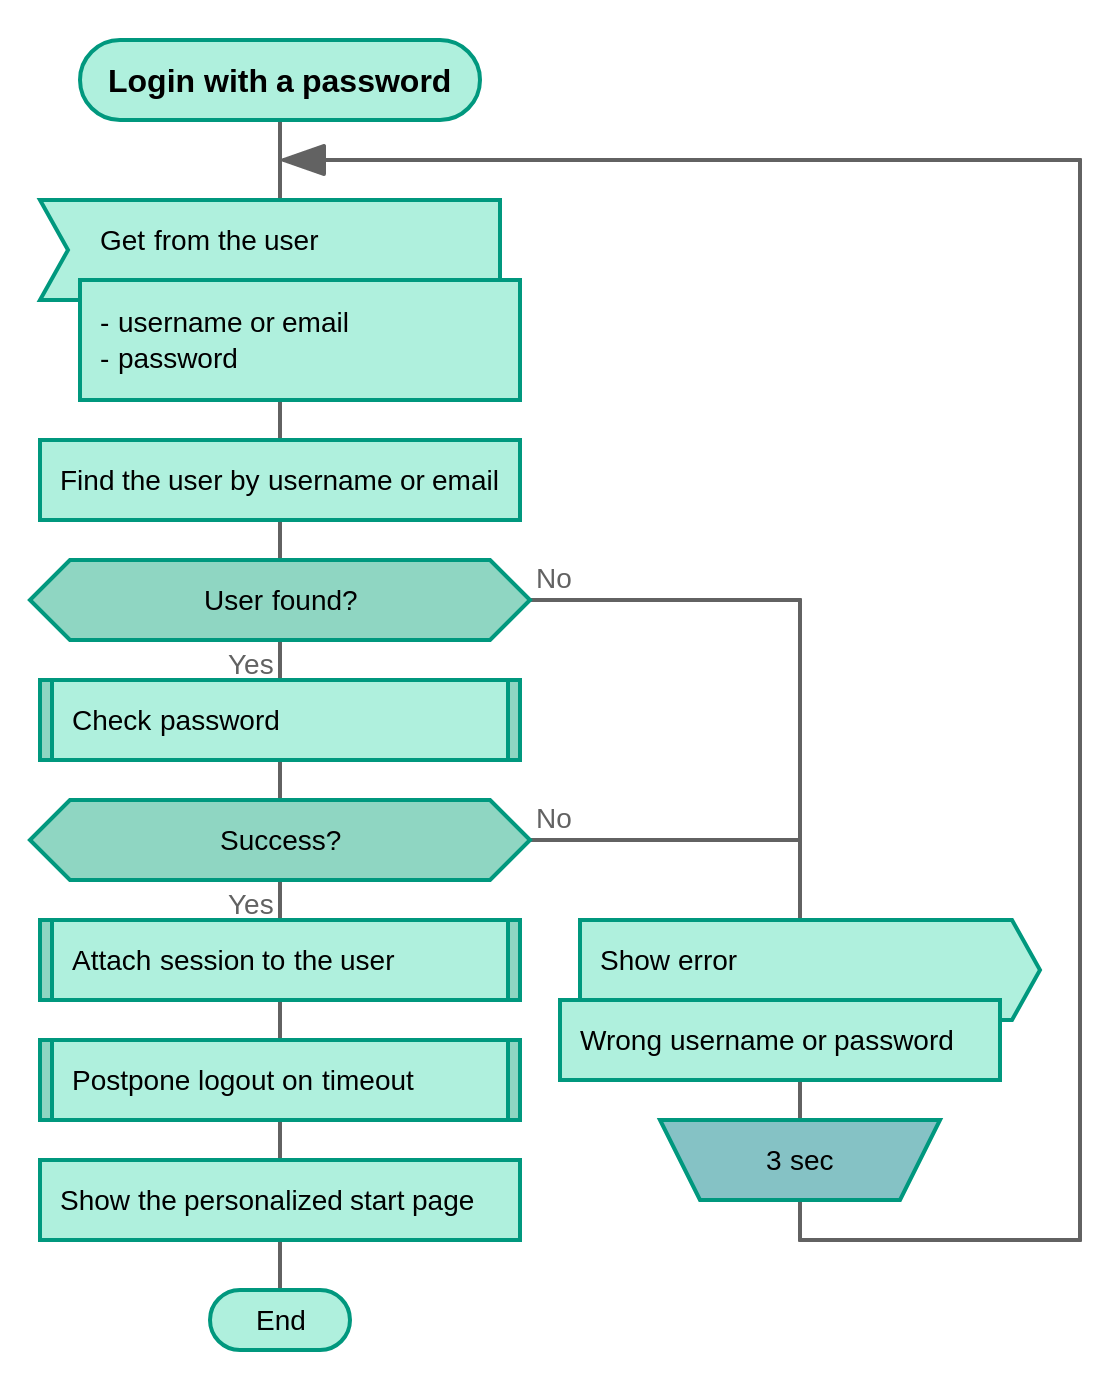 Login with a password
Get from the user
- username or email
- password
Find the user by username or email
User found?
No
Yes
Check password
Success?
No
Yes
Attach session to the user
Postpone logout on timeout
Show the personalized start page
End
Show error
Wrong username or password
3 sec